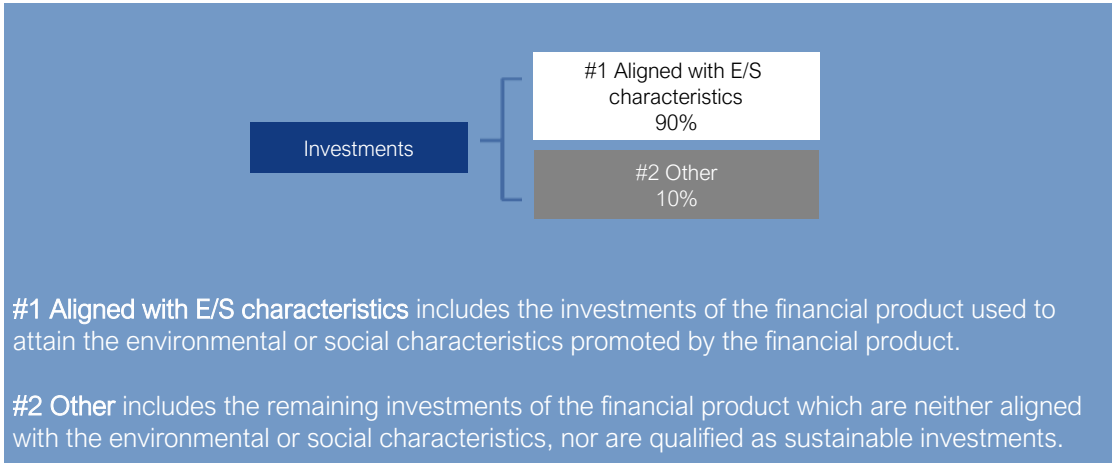 #1 Aligned with E/S
characteristics
90%
Investments
#2 Other
10%
#1 Aligned with E/S characteristics includes the investments of the financial product used to
attain the environmental or social characteristics promoted by the financial product.
#2 Other includes the remaining investments of the financial product which are neither aligned
with the environmental or social characteristics, nor are qualified as sustainable investments.